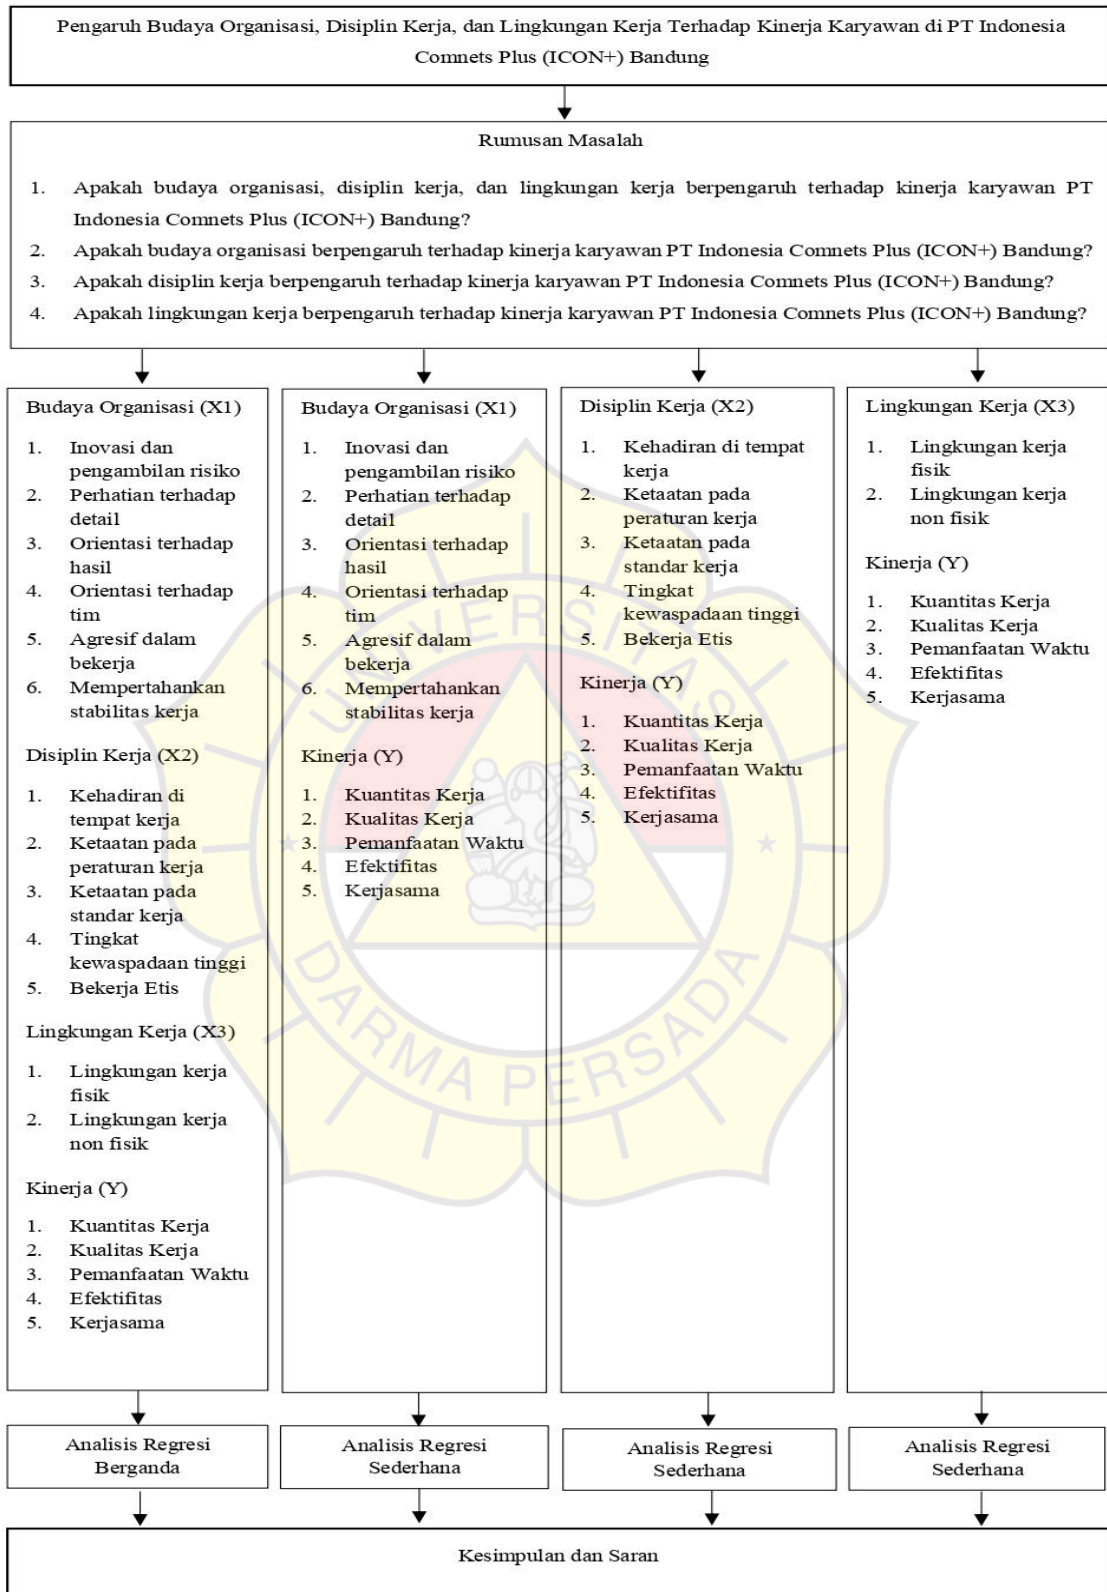 Pengaruh Budaya Organisasi, Disiplin Kerja, dan Lingkungan Kerja Terhadap Kinerja Karyawan di PT Indonesia
Comnets Plus (ICON+) Bandung
Rumusan Masalah
1. Apakah budaya organisasi, disiplin kerja, dan lingkungan kerja berpengaruh terhadap kinerja karyawan PT
Indonesia Comnets Plus (ICON+) Bandung?
2. Apakah budaya organisasi berpengaruh terhadap kinerja karyawan PT Indonesia Comnets Plus (ICON+) Bandung?
3. Apakah disiplin kerja berpengaruh terhadap kinerja karyawan PT Indonesia Comnets Plus (ICON+) Bandung?
4. Apakah lingkungan kerja berpengaruh terhadap kinerja karyawan PT Indonesia Comnets Plus (ICON+) Bandung?
Budaya Organisasi (X1)
1. Inovasi dan
pengambilan risiko
2. Perhatian terhadap
detail
3. Orientasi terhadap
hasil
4. Orientasi terhadap
tim
5. Agresif dalam
bekerja
6. Mempertahankan
stabilitas kerja
Disiplin Kerja (X2)
1. Kehadiran di
tempat kerja
2. Ketaatan pada
peraturan kerja
3. Ketaatan pada
standar kerja
4. Tingkat
kewaspadaan tinggi
5. Bekerja Etis
Lingkungan Kerja (X3)
1. Lingkungan kerja
fisik
2. Lingkungan kerja
non fisik
Kinerja (Y)
1. Kuantitas Kerja
2. Kualitas Kerja
3. Pemanfaatan Waktu
4. Efektifitas
5. Kerjasama
Budaya Organisasi (X1)
1. Inovasi dan
pengambilan risiko
2. Perhatian terhadap
detail
3. Orientasi terhadap
hasil
4. Orientasi terhadap
tim
5. Agresif dalam
bekerja
6. Mempertahankan
stabilitas kerja
Kinerja (Y)
1. Kuantitas Kerja
2. Kualitas Kerja
3. Pemanfaatan Waktu
4. Efektifitas
5. Kerjasama
Disiplin Kerja (X2)
1. Kehadiran di tempat
kerja
2. Ketaatan pada
peraturan kerja
3. Ketaatan pada
standar kerja
4. Tingkat
kewaspadaan tinggi
5. Bekerja Etis
Kinerja (Y)
1. Kuantitas Kerja
2. Kualitas Kerja
3. Pemanfaatan Waktu
4. Efektifitas
5. Kerjasama
Lingkungan Kerja (X3)
1. Lingkungan kerja
fisik
2. Lingkungan kerja
non fisik
Kinerja (Y)
1. Kuantitas Kerja
2. Kualitas Kerja
3. Pemanfaatan Waktu
4. Efektifitas
5. Kerjasama
UNIVERSITAS
DARMA PERSADA
Analisis Regresi
Berganda
Analisis Regresi
Sederhana
Analisis Regresi
Sederhana
Analisis Regresi
Sederhana
Kesimpulan dan Saran